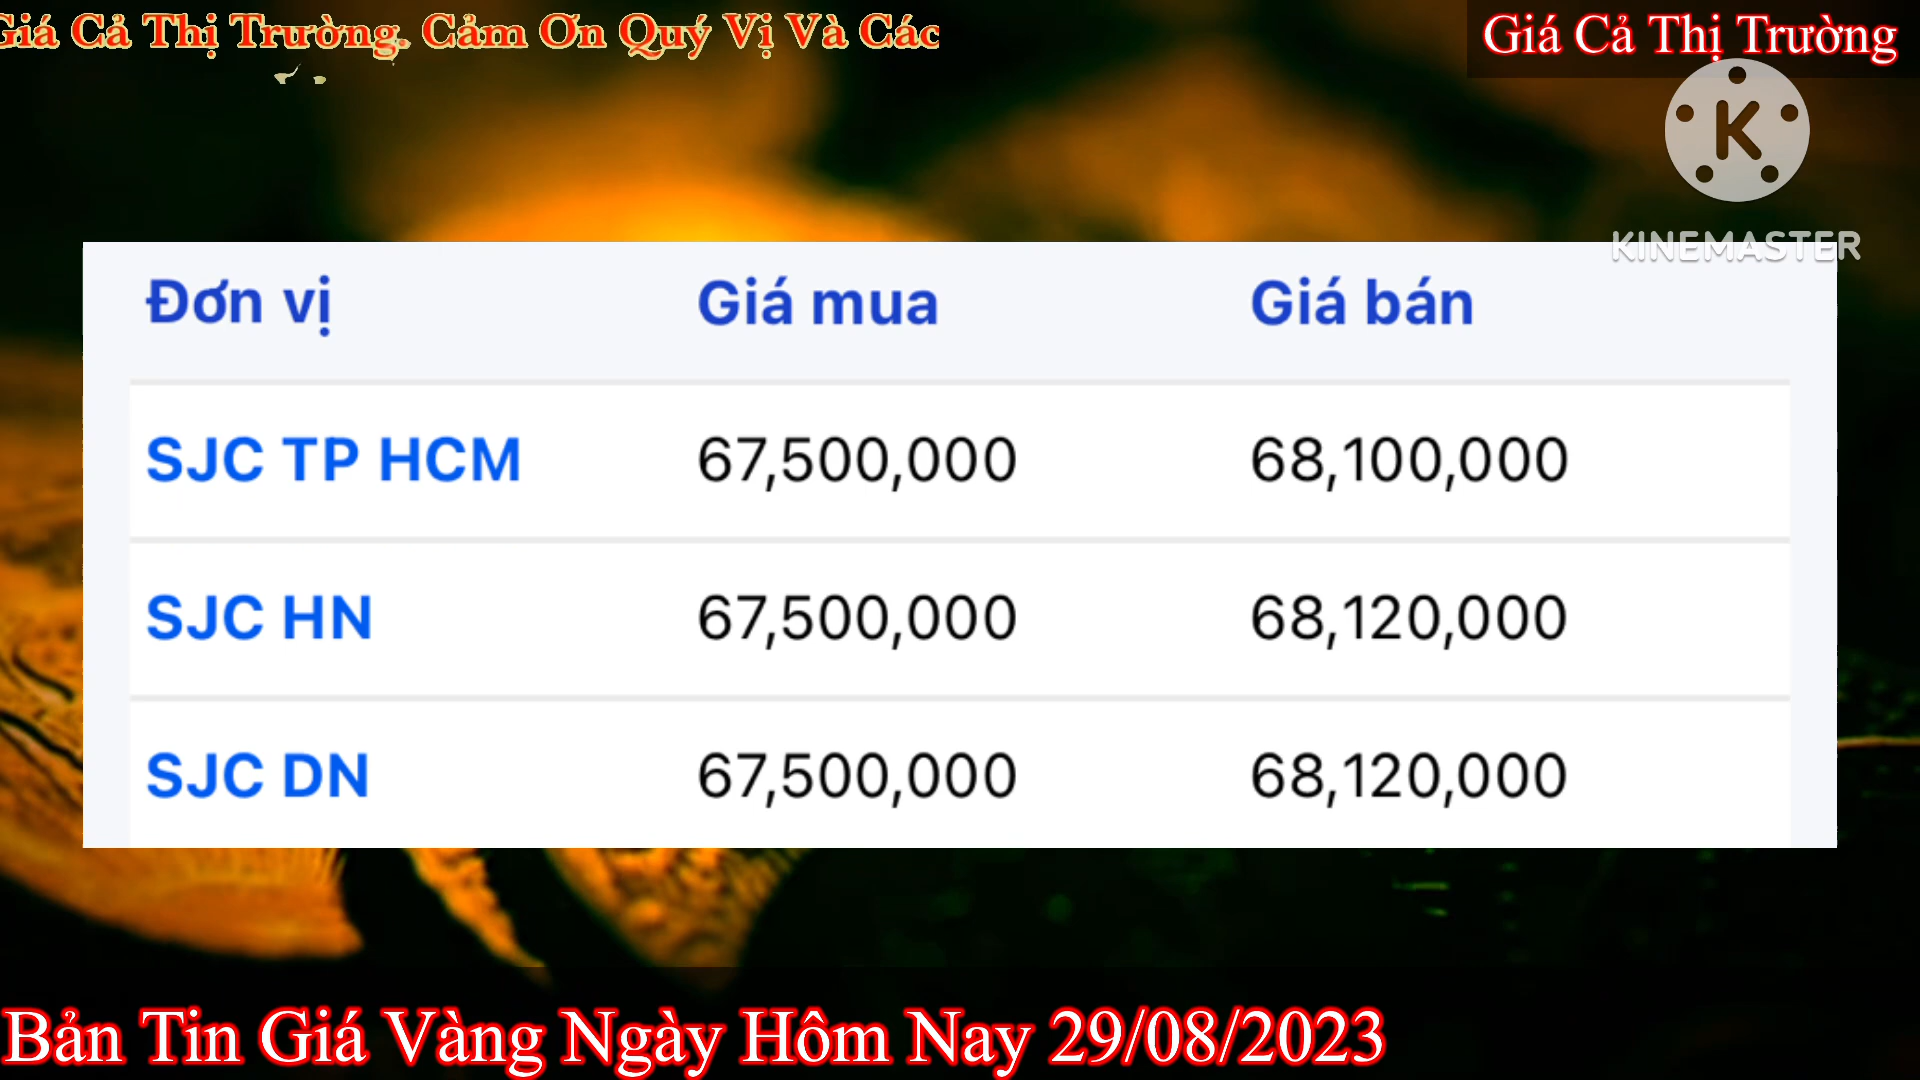 Giá Cả Thị Trường. Cảm Ơn Quý Vị Và Các
Giá Cả Thị Trường
K
KINEMASTER
Đơn vị Giá mua Giá bán
SJC TP HCM 67,500,000 68,100,000
SJC HN 67,500,000 68,120,000
SJC DN 67,500,000 68,120,000
Bản Tin Giá Vàng Ngày Hôm Nay 29/08/2023